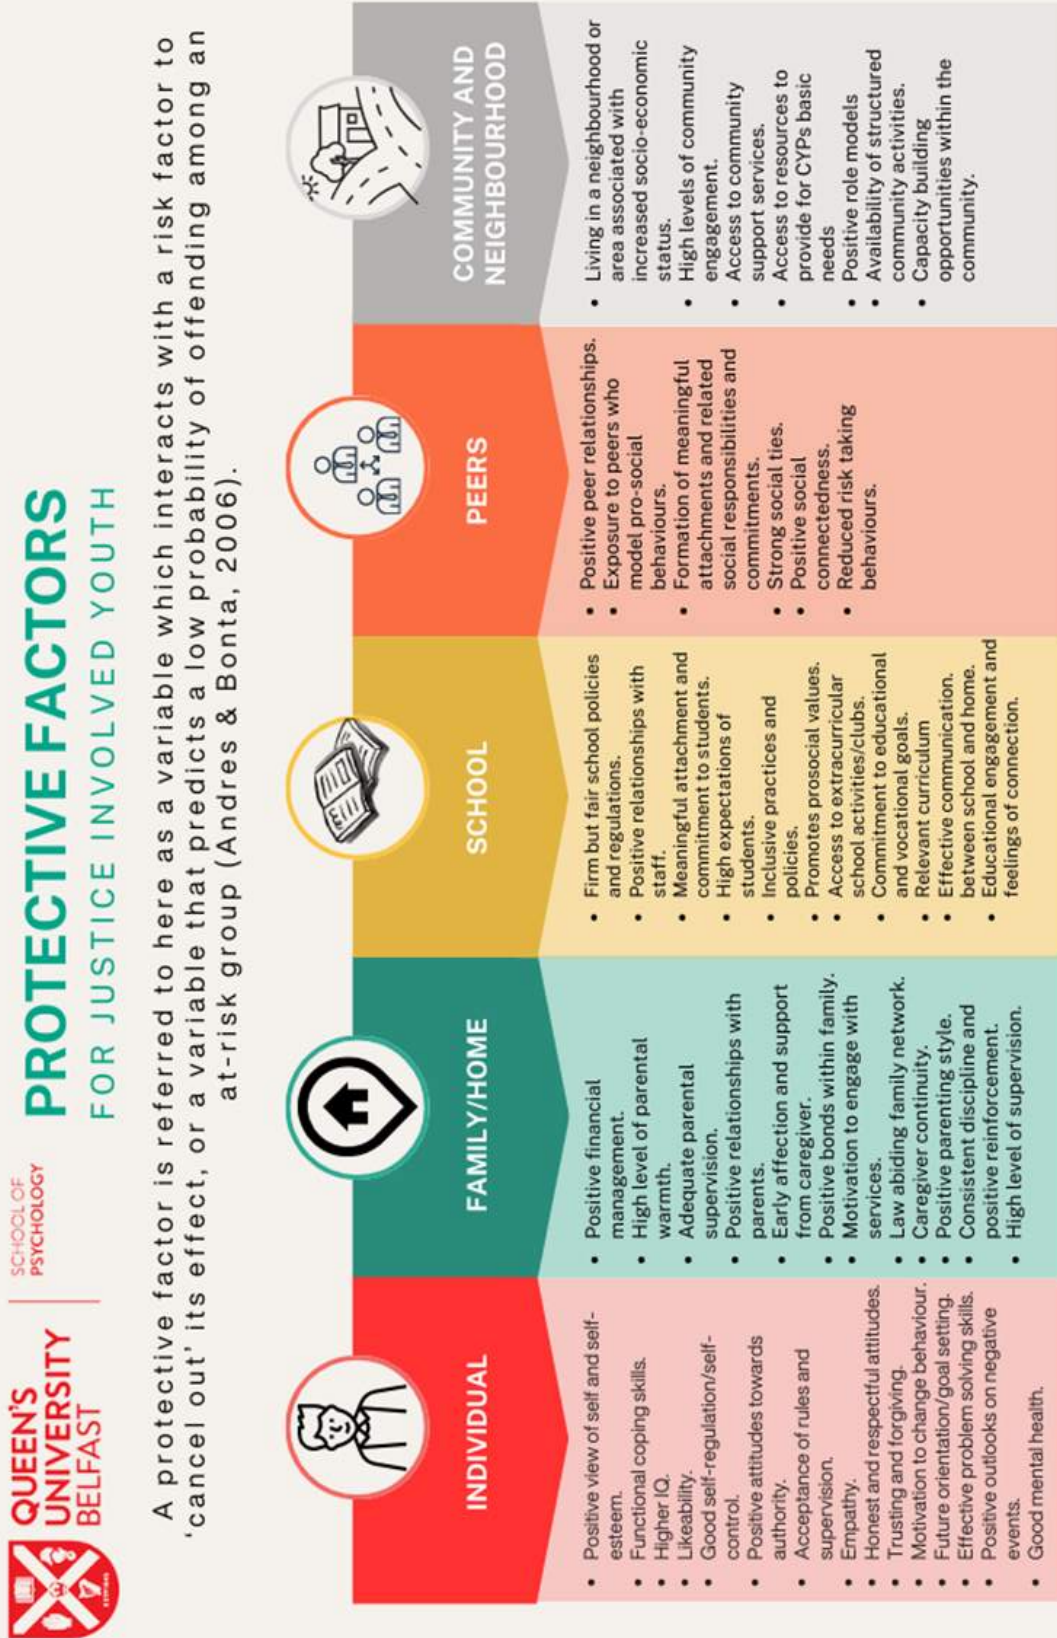 QUEEN'S
UNIVERSITY
BELFAST
SCHOOL OF
PSYCHOLOGY
PROTECTIVE FACTORS
FOR JUSTICE INVOLVED YOUTH
A protective factor is referred to here as a variable which interacts with a risk factor to
'cancel out' its effect, or a variable that predicts a low probability of offending among an
at-risk group (Andres & Bonta, 2006).
INDIVIDUAL
• Positive view of self and self-
esteem.
• Functional coping skills.
• Higher IQ.
• Likeability.
• Good self-regulation/self-
control.
• Positive attitudes towards
authority.
• Acceptance of rules and
supervision.
• Empathy.
• Honest and respectful attitudes.
• Trusting and forgiving.
• Motivation to change behaviour.
• Future orientation/goal setting.
• Effective problem solving skills.
• Positive outlooks on negative
events.
• Good mental health.
FAMILY/HOME
• Positive financial
management.
• High level of parental
warmth.
• Adequate parental
supervision.
• Positive relationships with
parents.
• Early affection and support
from caregiver.
• Positive bonds within family.
• Motivation to engage with
services.
• Law abiding family network.
• Caregiver continuity.
• Positive parenting style.
• Consistent discipline and
positive reinforcement.
• High level of supervision.
SCHOOL
• Firm but fair school policies
and regulations.
• Positive relationships with
staff.
• Meaningful attachment and
commitment to students.
• High expectations of
students.
• Inclusive practices and
policies.
• Promotes prosocial values.
• Access to extracurricular
school activities/clubs.
• Commitment to educational
and vocational goals.
• Relevant curriculum
• Effective communication.
between school and home.
• Educational engagement and
feelings of connection.
PEERS
• Positive peer relationships.
• Exposure to peers who
model pro-social
behaviours.
• Formation of meaningful
attachments and related
social responsibilities and
commitments.
• Strong social ties.
• Positive social
connectedness.
• Reduced risk taking
behaviours.
COMMUNITY AND
NEIGHBOURHOOD
• Living in a neighbourhood or
area associated with
increased socio-economic
status.
• High levels of community
engagement.
• Access to community
support services.
• Access to resources to
provide for CYPs basic
needs
• Positive role models
• Availability of structured
community activities.
• Capacity building
opportunities within the
community.